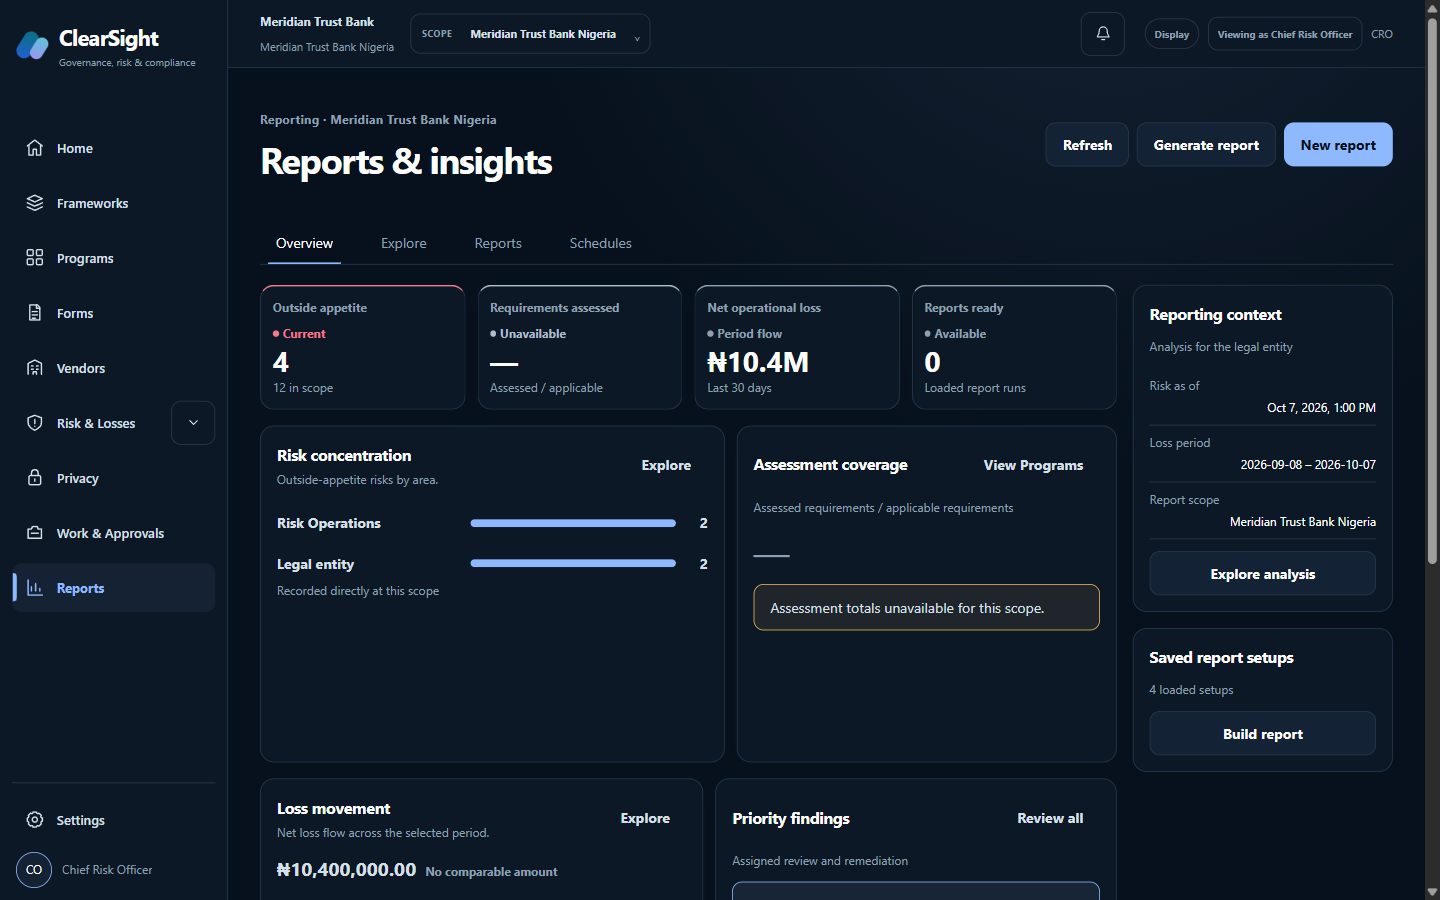 ClearSight
Governance, risk & compliance
Home
Frameworks
Programs
Forms
Vendors
Risk & Losses
Privacy
Work & Approvals
Reports
Settings
CO
Chief Risk Officer
Meridian Trust Bank
Meridian Trust Bank Nigeria
SCOPE Meridian Trust Bank Nigeria
Display
Viewing as Chief Risk Officer
CRO
Reporting · Meridian Trust Bank Nigeria
Reports & insights
Refresh
Generate report
New report
Overview
Explore
Reports
Schedules
Outside appetite
Current
4
12 in scope
Requirements assessed
Unavailable
—
Assessed / applicable
Net operational loss
Period flow
₦10.4M
Last 30 days
Reports ready
Available
0
Loaded report runs
Risk concentration
Outside-appetite risks by area.
Explore
Risk Operations 2
Legal entity 2
Recorded directly at this scope
Assessment coverage
View Programs
Assessed requirements / applicable requirements
—
Assessment totals unavailable for this scope.
Loss movement
Net loss flow across the selected period.
Explore
₦10,400,000.00 No comparable amount
Priority findings
Review all
Assigned review and remediation
Reporting context
Analysis for the legal entity
Risk as of
Oct 7, 2026, 1:00 PM
Loss period
2026-09-08 – 2026-10-07
Report scope
Meridian Trust Bank Nigeria
Explore analysis
Saved report setups
4 loaded setups
Build report